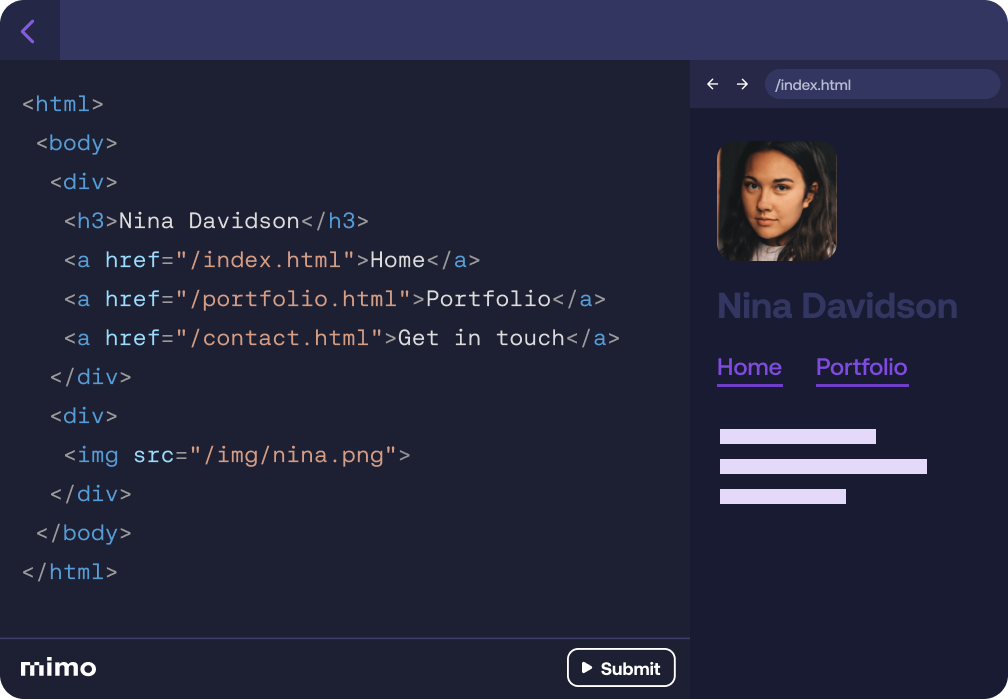 <html>
<body>
<div>
<h3>Nina Davidson</h3>
<a href="/index.html">Home</a>
<a href="/portfolio.html">Portfolio</a>
<a href="/contact.html">Get in touch</a>
</div>
<div>
<img src="/img/nina.png">
</div>
</body>
</html>
mimo
Submit
/index.html
Nina Davidson
Home Portfolio